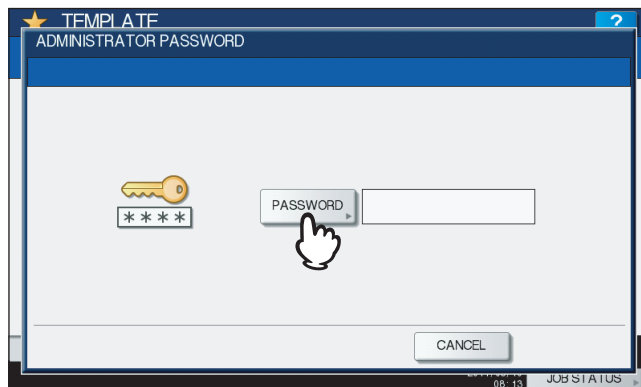 TEMPLATE
?
ADMINISTRATOR PASSWORD
****
PASSWORD
CANCEL
08:13
JOB STATUS